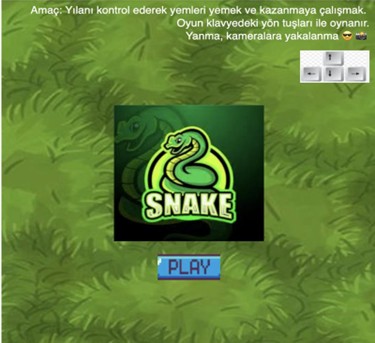 Amaç: Yılanı kontrol ederek yemleri yemek ve kazanmaya çalışmak.
Oyun klavyedeki yön tuşları ile oynanır.
Yanma, kameralara yakalanma 😎 📸
SNAKE
PLAY